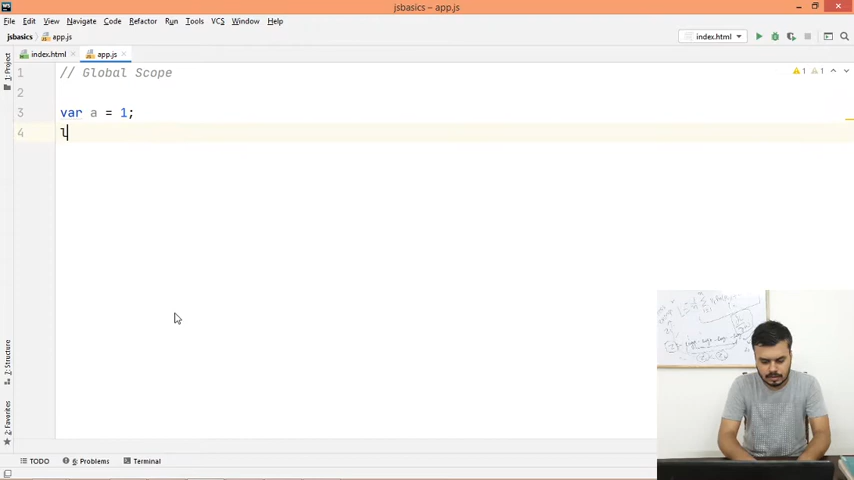 WS
jsbasics – app.js
File Edit View Navigate Code Refactor Run Tools VCS Window Help
jsbasics app.js index.html
index.html app.js
1 // Global Scope
2
3 var a = 1;
4 l
1 1
1: Project
7: Structure
2: Favorites
TODO 6: Problems Terminal